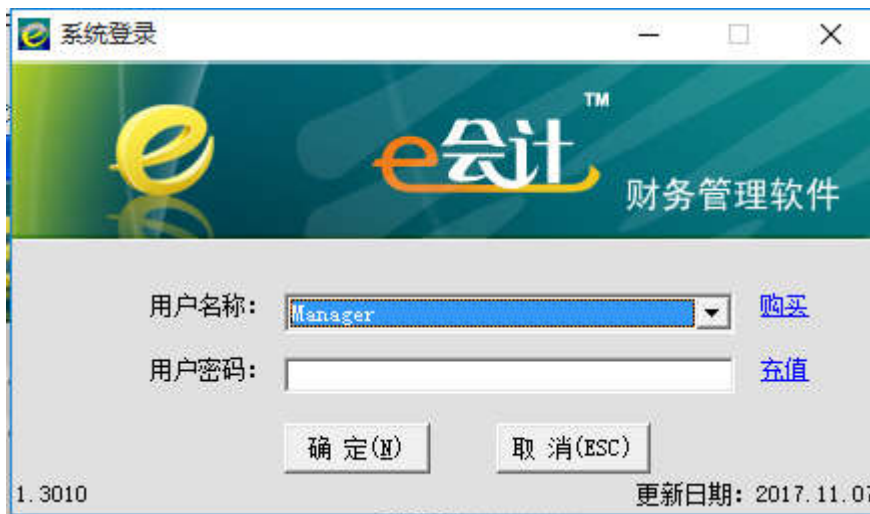 系统登录
e会计 TM
财务管理软件
用户名称: Manager 购买
用户密码: 充值
确 定(N) 取 消(ESC)
1.3010 更新日期: 2017.11.07